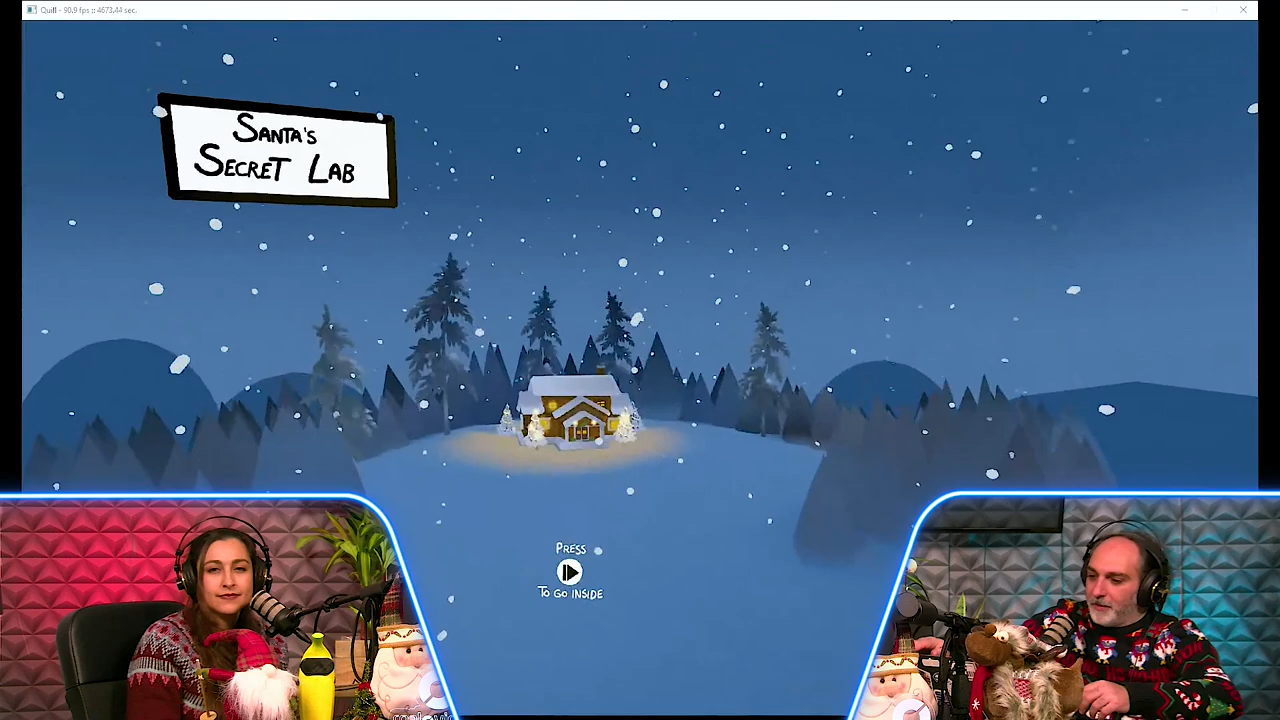 Quill - 90.9 fps :: 4673.44 sec.
SANTA'S
SECRET LAB
PRESS
TO GO INSIDE